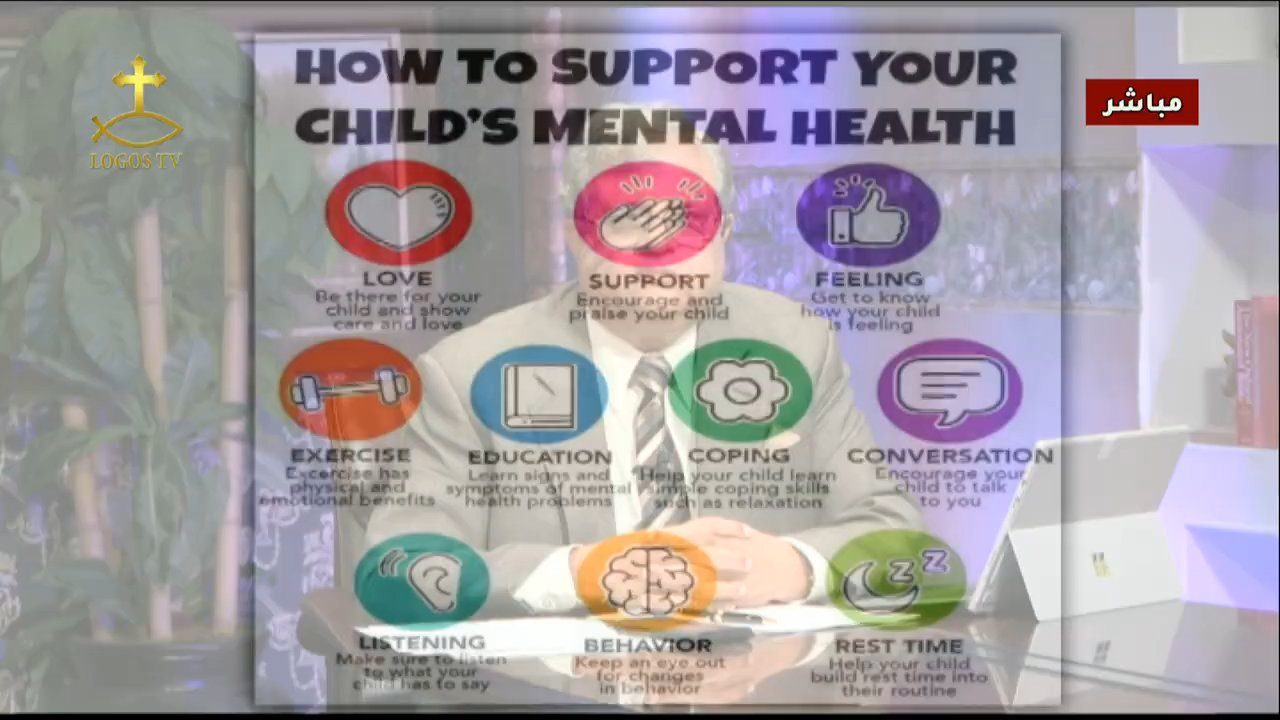 LOGOS TV
مباشر
HOW TO SUPPORT YOUR
CHILD'S MENTAL HEALTH
LOVE
Be there for your
child and show
care and love
SUPPORT
Encourage and
praise your child
FEELING
Get to know
how your child
is feeling
EXERCISE
Excercise has
physical and
emotional benefits
EDUCATION
Learn signs and
symptoms of mental
health problems
COPING
Help your child learn
simple coping skills
such as relaxation
CONVERSATION
Encourage your
child to talk
to you
LISTENING
Make sure to listen
to what your
child has to say
BEHAVIOR
Keep an eye out
for changes
in behavior
REST TIME
Help your child
build rest time into
their routine